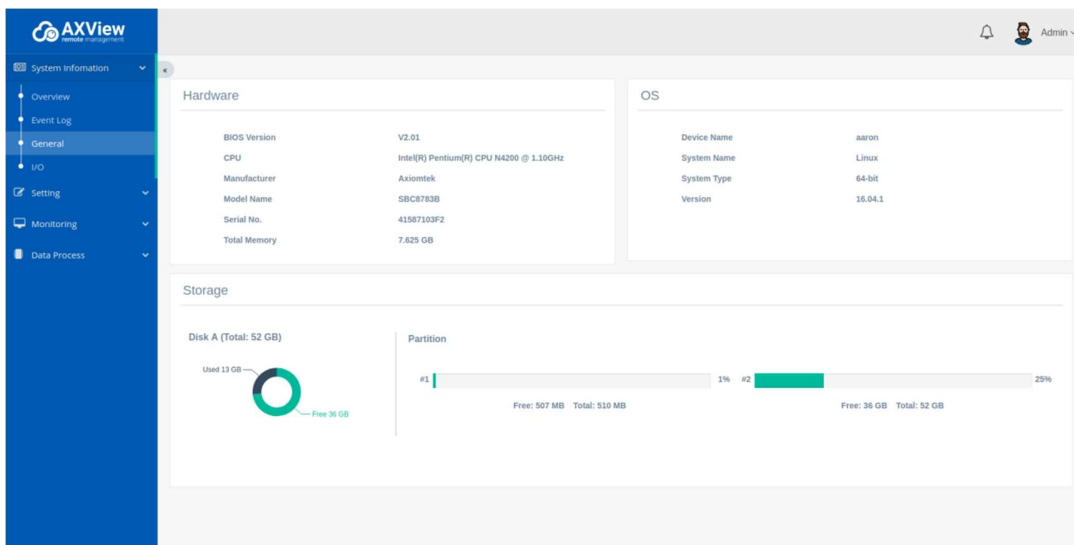 AXView
remote management
Admin
System Infomation
«
Overview
Event Log
General
I/O
Setting
Monitoring
Data Process
Hardware
BIOS Version V2.01
CPU Intel(R) Pentium(R) CPU N4200 @ 1.10GHz
Manufacturer Axiomtek
Model Name SBC8783B
Serial No. 41587103F2
Total Memory 7.625 GB
OS
Device Name aaron
System Name Linux
System Type 64-bit
Version 16.04.1
Storage
Disk A (Total: 52 GB)
Used 13 GB
Free 36 GB
Partition
#1 1%
Free: 507 MB Total: 510 MB
#2 25%
Free: 36 GB Total: 52 GB